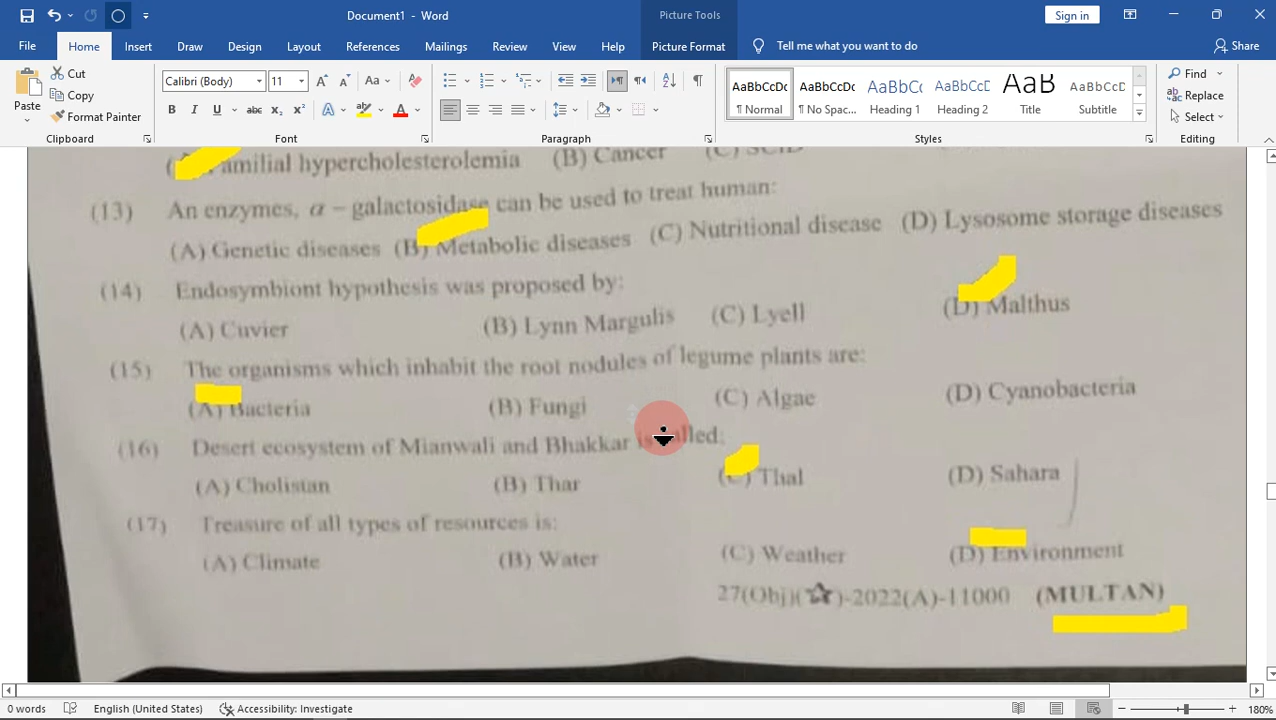 Document1 - Word
Picture Tools
Sign in
File Home Insert Draw Design Layout References Mailings Review View Help Picture Format Tell me what you want to do Share
Paste
Cut
Copy
Format Painter
Calibri (Body) 11
Clipboard Font Paragraph Styles Editing
AaBbCcDc ¶ Normal
AaBbCcDc ¶ No Spac...
AaBbC Heading 1
AaBbCcC Heading 2
AaB Title
AaBbCcD Subtitle
Find
Replace
Select
amilial hypercholesterolemia (B) Cancer (C) SCID
(13) An enzymes, α – galactosidase can be used to treat human:
(A) Genetic diseases (B) Metabolic diseases (C) Nutritional disease (D) Lysosome storage diseases
(14) Endosymbiont hypothesis was proposed by:
(A) Cuvier (B) Lynn Margulis (C) Lyell (D) Malthus
(15) The organisms which inhabit the root nodules of legume plants are:
(A) Bacteria (B) Fungi (C) Algae (D) Cyanobacteria
(16) Desert ecosystem of Mianwali and Bhakkar is called:
(A) Cholistan (B) Thar (C) Thal (D) Sahara
(17) Treasure of all types of resources is:
(A) Climate (B) Water (C) Weather (D) Environment
27(Obj)(☆)-2022(A)-11000 (MULTAN)
0 words English (United States) Accessibility: Investigate 180%